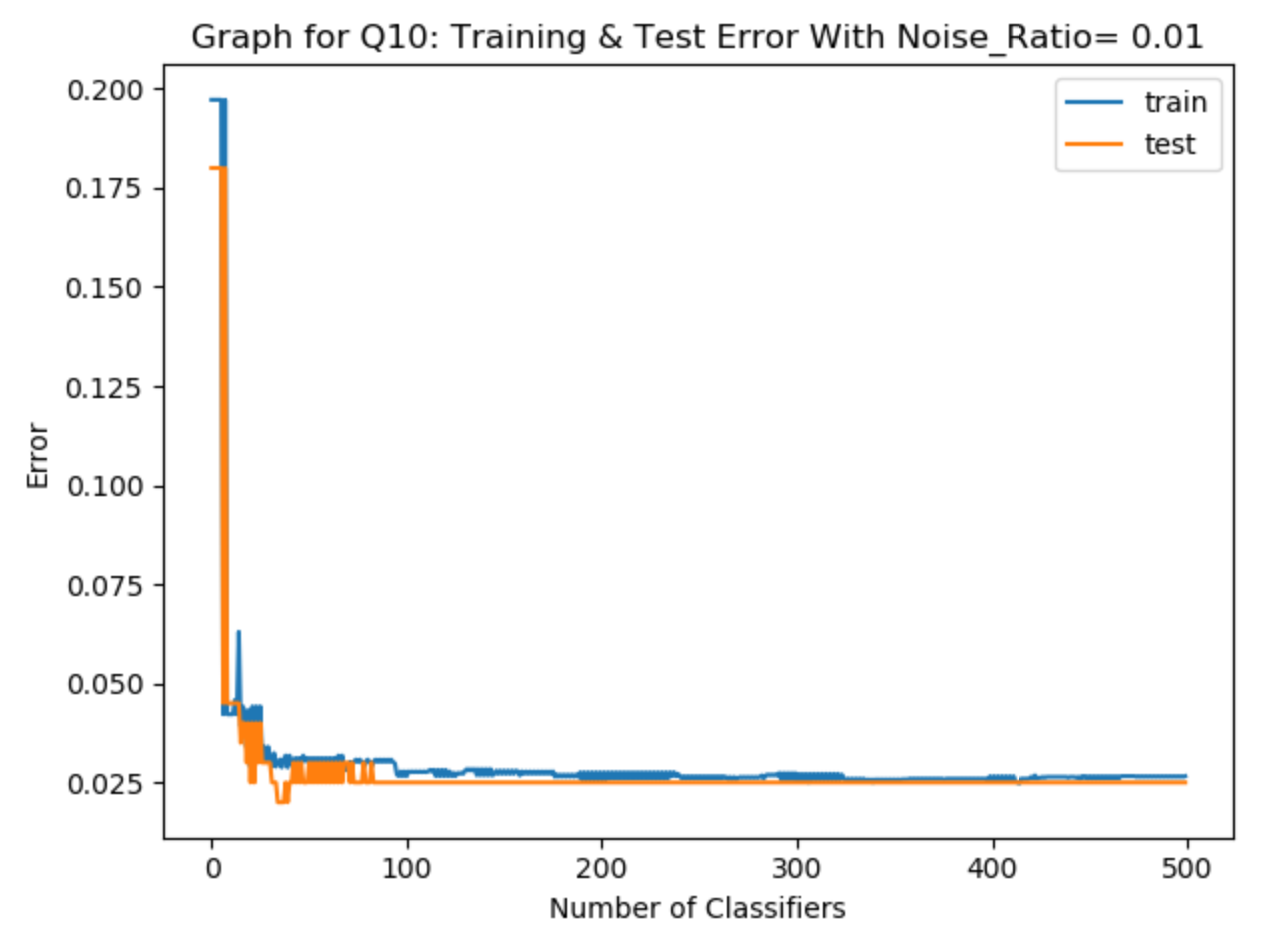 Graph for Q10: Training & Test Error With Noise_Ratio= 0.01
train
test
0.200
0.175
0.150
0.125
0.100
0.075
0.050
0.025
Error
0 100 200 300 400 500
Number of Classifiers